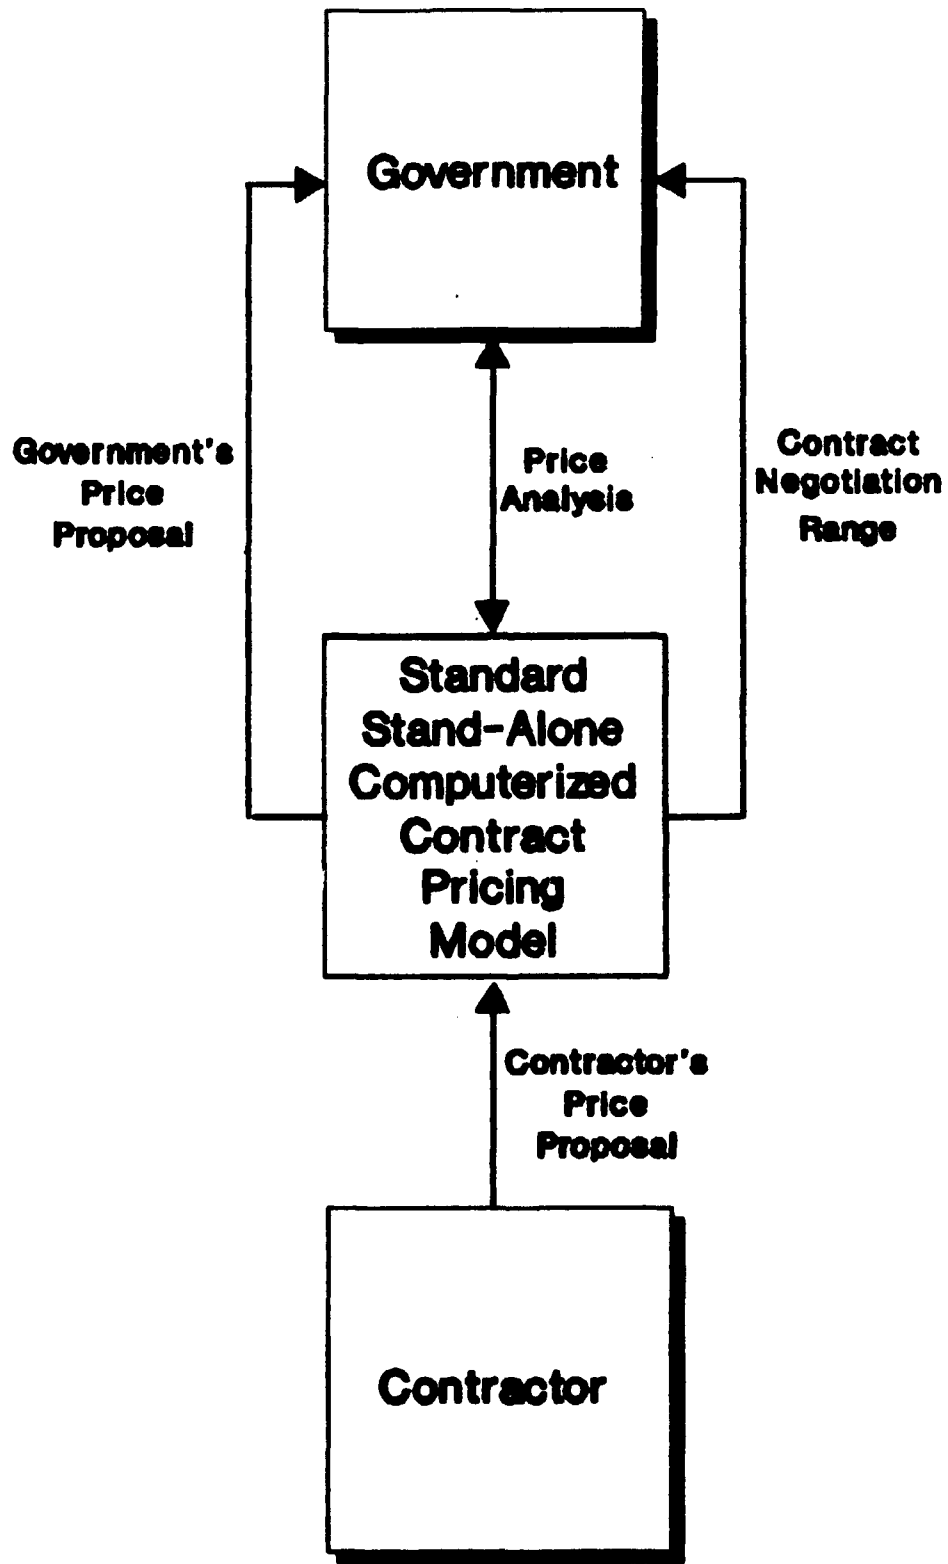 Government
Government's
Price
Proposal
Price
Analysis
Contract
Negotiation
Range
Standard
Stand-Alone
Computerized
Contract
Pricing
Model
Contractor's
Price
Proposal
Contractor